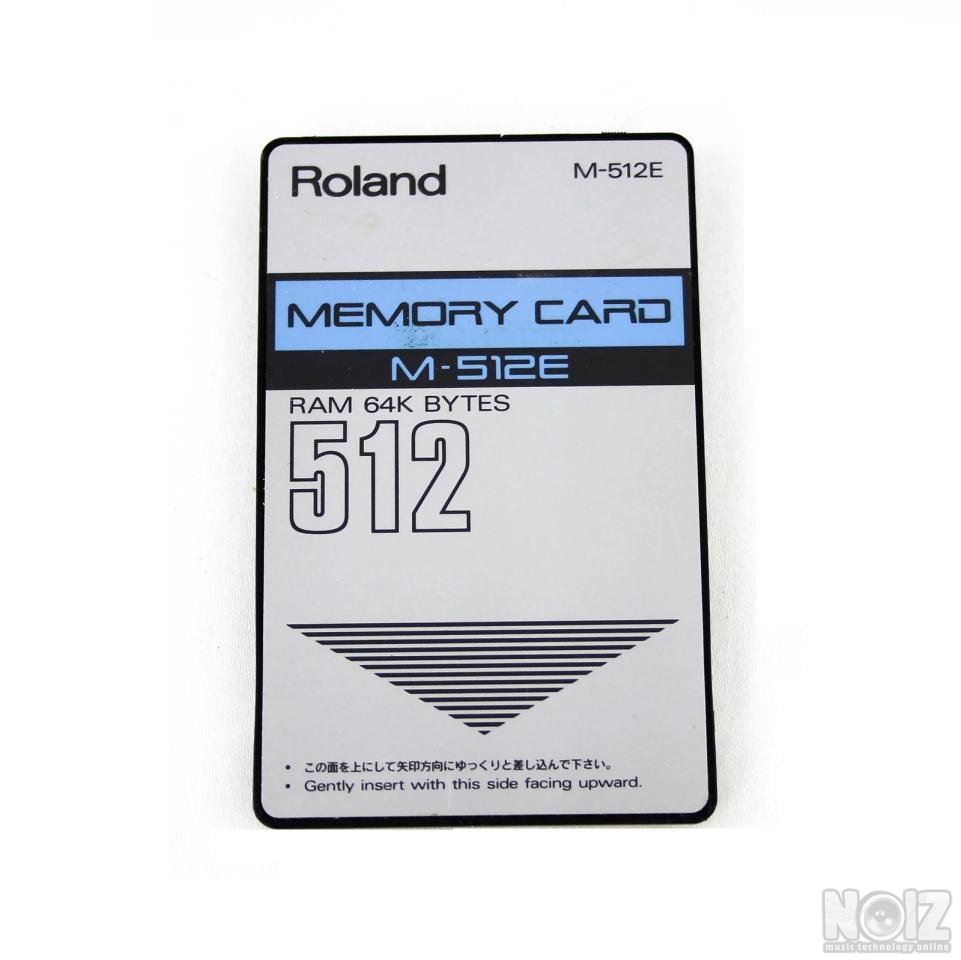 Roland
M-512E
MEMORY CARD
M-512E
RAM 64K BYTES
512
• この面を上にして矢印方向にゆっくりと差し込んで下さい。
• Gently insert with this side facing upward.
NOIZ
music technology online